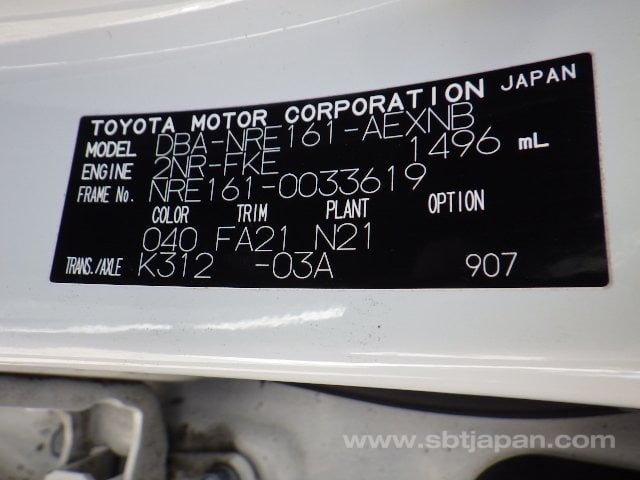 TOYOTA MOTOR CORPORATION JAPAN
MODEL DBA-NRE161-AEXNB
ENGINE 2NR-FKE 1496 mL
FRAME No. NRE161-0033619
COLOR TRIM PLANT OPTION
040 FA21 N21
TRANS./AXLE K312 -03A 907
www.sbtjapan.com